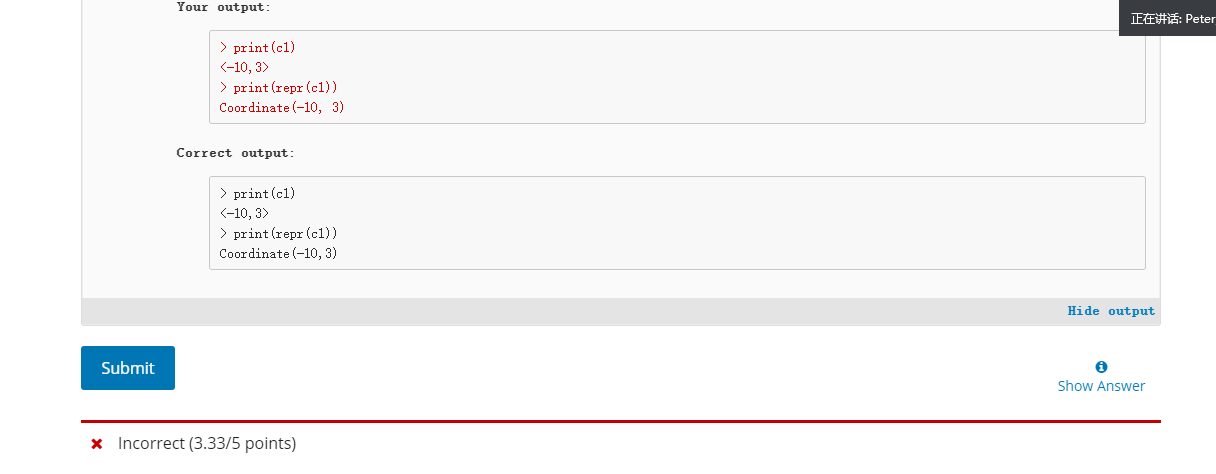 Your output:
正在讲话: Peter
> print(c1)
<-10,3>
> print(repr(c1))
Coordinate(-10, 3)
Correct output:
> print(c1)
<-10,3>
> print(repr(c1))
Coordinate(-10,3)
Hide output
Submit
Show Answer
Incorrect (3.33/5 points)